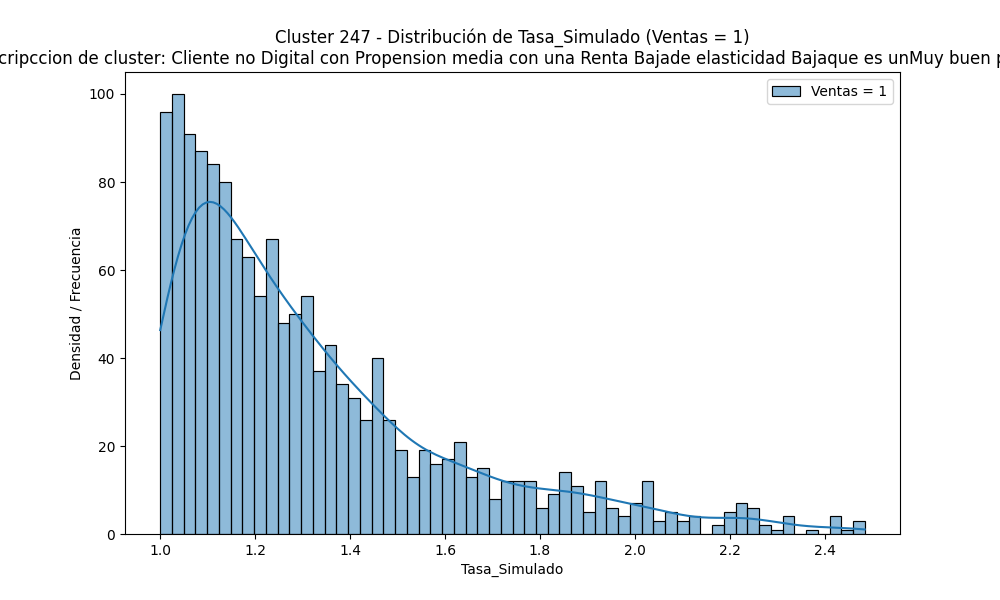 Cluster 247 - Distribución de Tasa_Simulado (Ventas = 1)
cripccion de cluster: Cliente no Digital con Propension media con una Renta Bajade elasticidad Bajaque es unMuy buen p
Ventas = 1
Densidad / Frecuencia
100
80
60
40
20
0
1.0 1.2 1.4 1.6 1.8 2.0 2.2 2.4
Tasa_Simulado